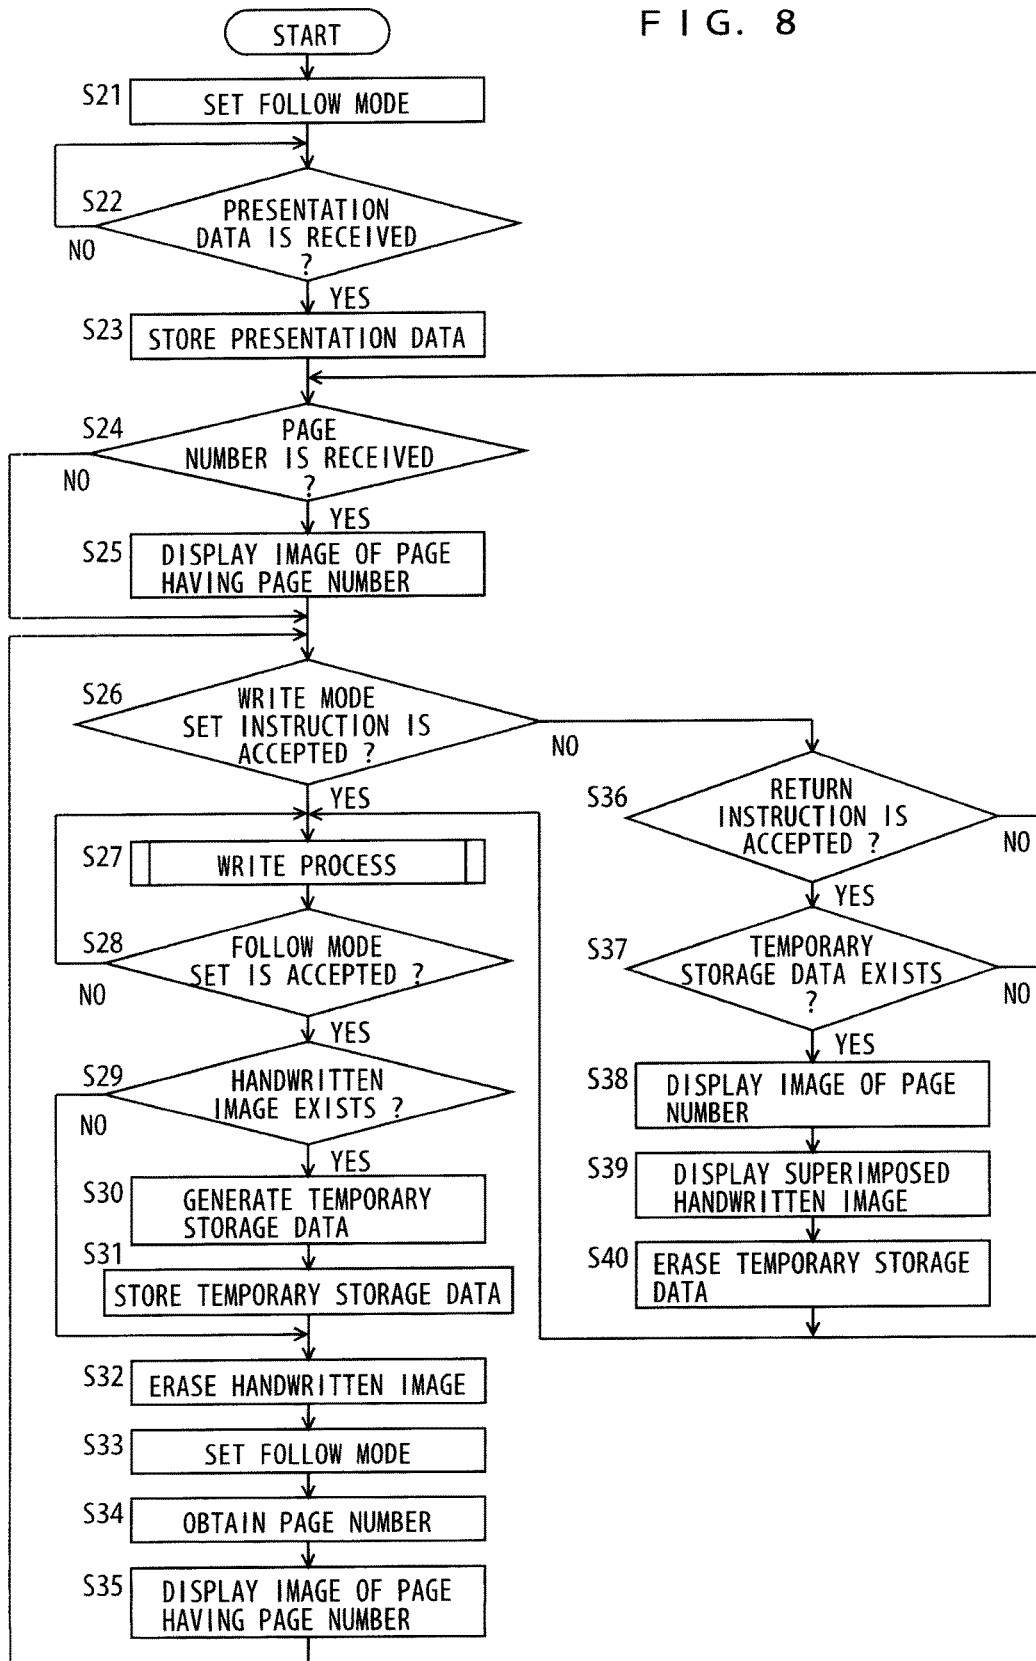 FIG. 8
START
S21
SET FOLLOW MODE
S22
PRESENTATION
DATA IS RECEIVED
?
NO
YES
S23
STORE PRESENTATION DATA
S24
PAGE
NUMBER IS RECEIVED
?
NO
YES
S25
DISPLAY IMAGE OF PAGE
HAVING PAGE NUMBER
S26
WRITE MODE
SET INSTRUCTION IS
ACCEPTED ?
NO
YES
S27
WRITE PROCESS
S28
FOLLOW MODE
SET IS ACCEPTED ?
NO
YES
S29
HANDWRITTEN
IMAGE EXISTS ?
NO
YES
S30
GENERATE TEMPORARY
STORAGE DATA
S31
STORE TEMPORARY STORAGE DATA
S32
ERASE HANDWRITTEN IMAGE
S33
SET FOLLOW MODE
S34
OBTAIN PAGE NUMBER
S35
DISPLAY IMAGE OF PAGE
HAVING PAGE NUMBER
S36
RETURN
INSTRUCTION IS
ACCEPTED ?
NO
YES
S37
TEMPORARY
STORAGE DATA EXISTS
?
NO
YES
S38
DISPLAY IMAGE OF PAGE
NUMBER
S39
DISPLAY SUPERIMPOSED
HANDWRITTEN IMAGE
S40
ERASE TEMPORARY STORAGE
DATA